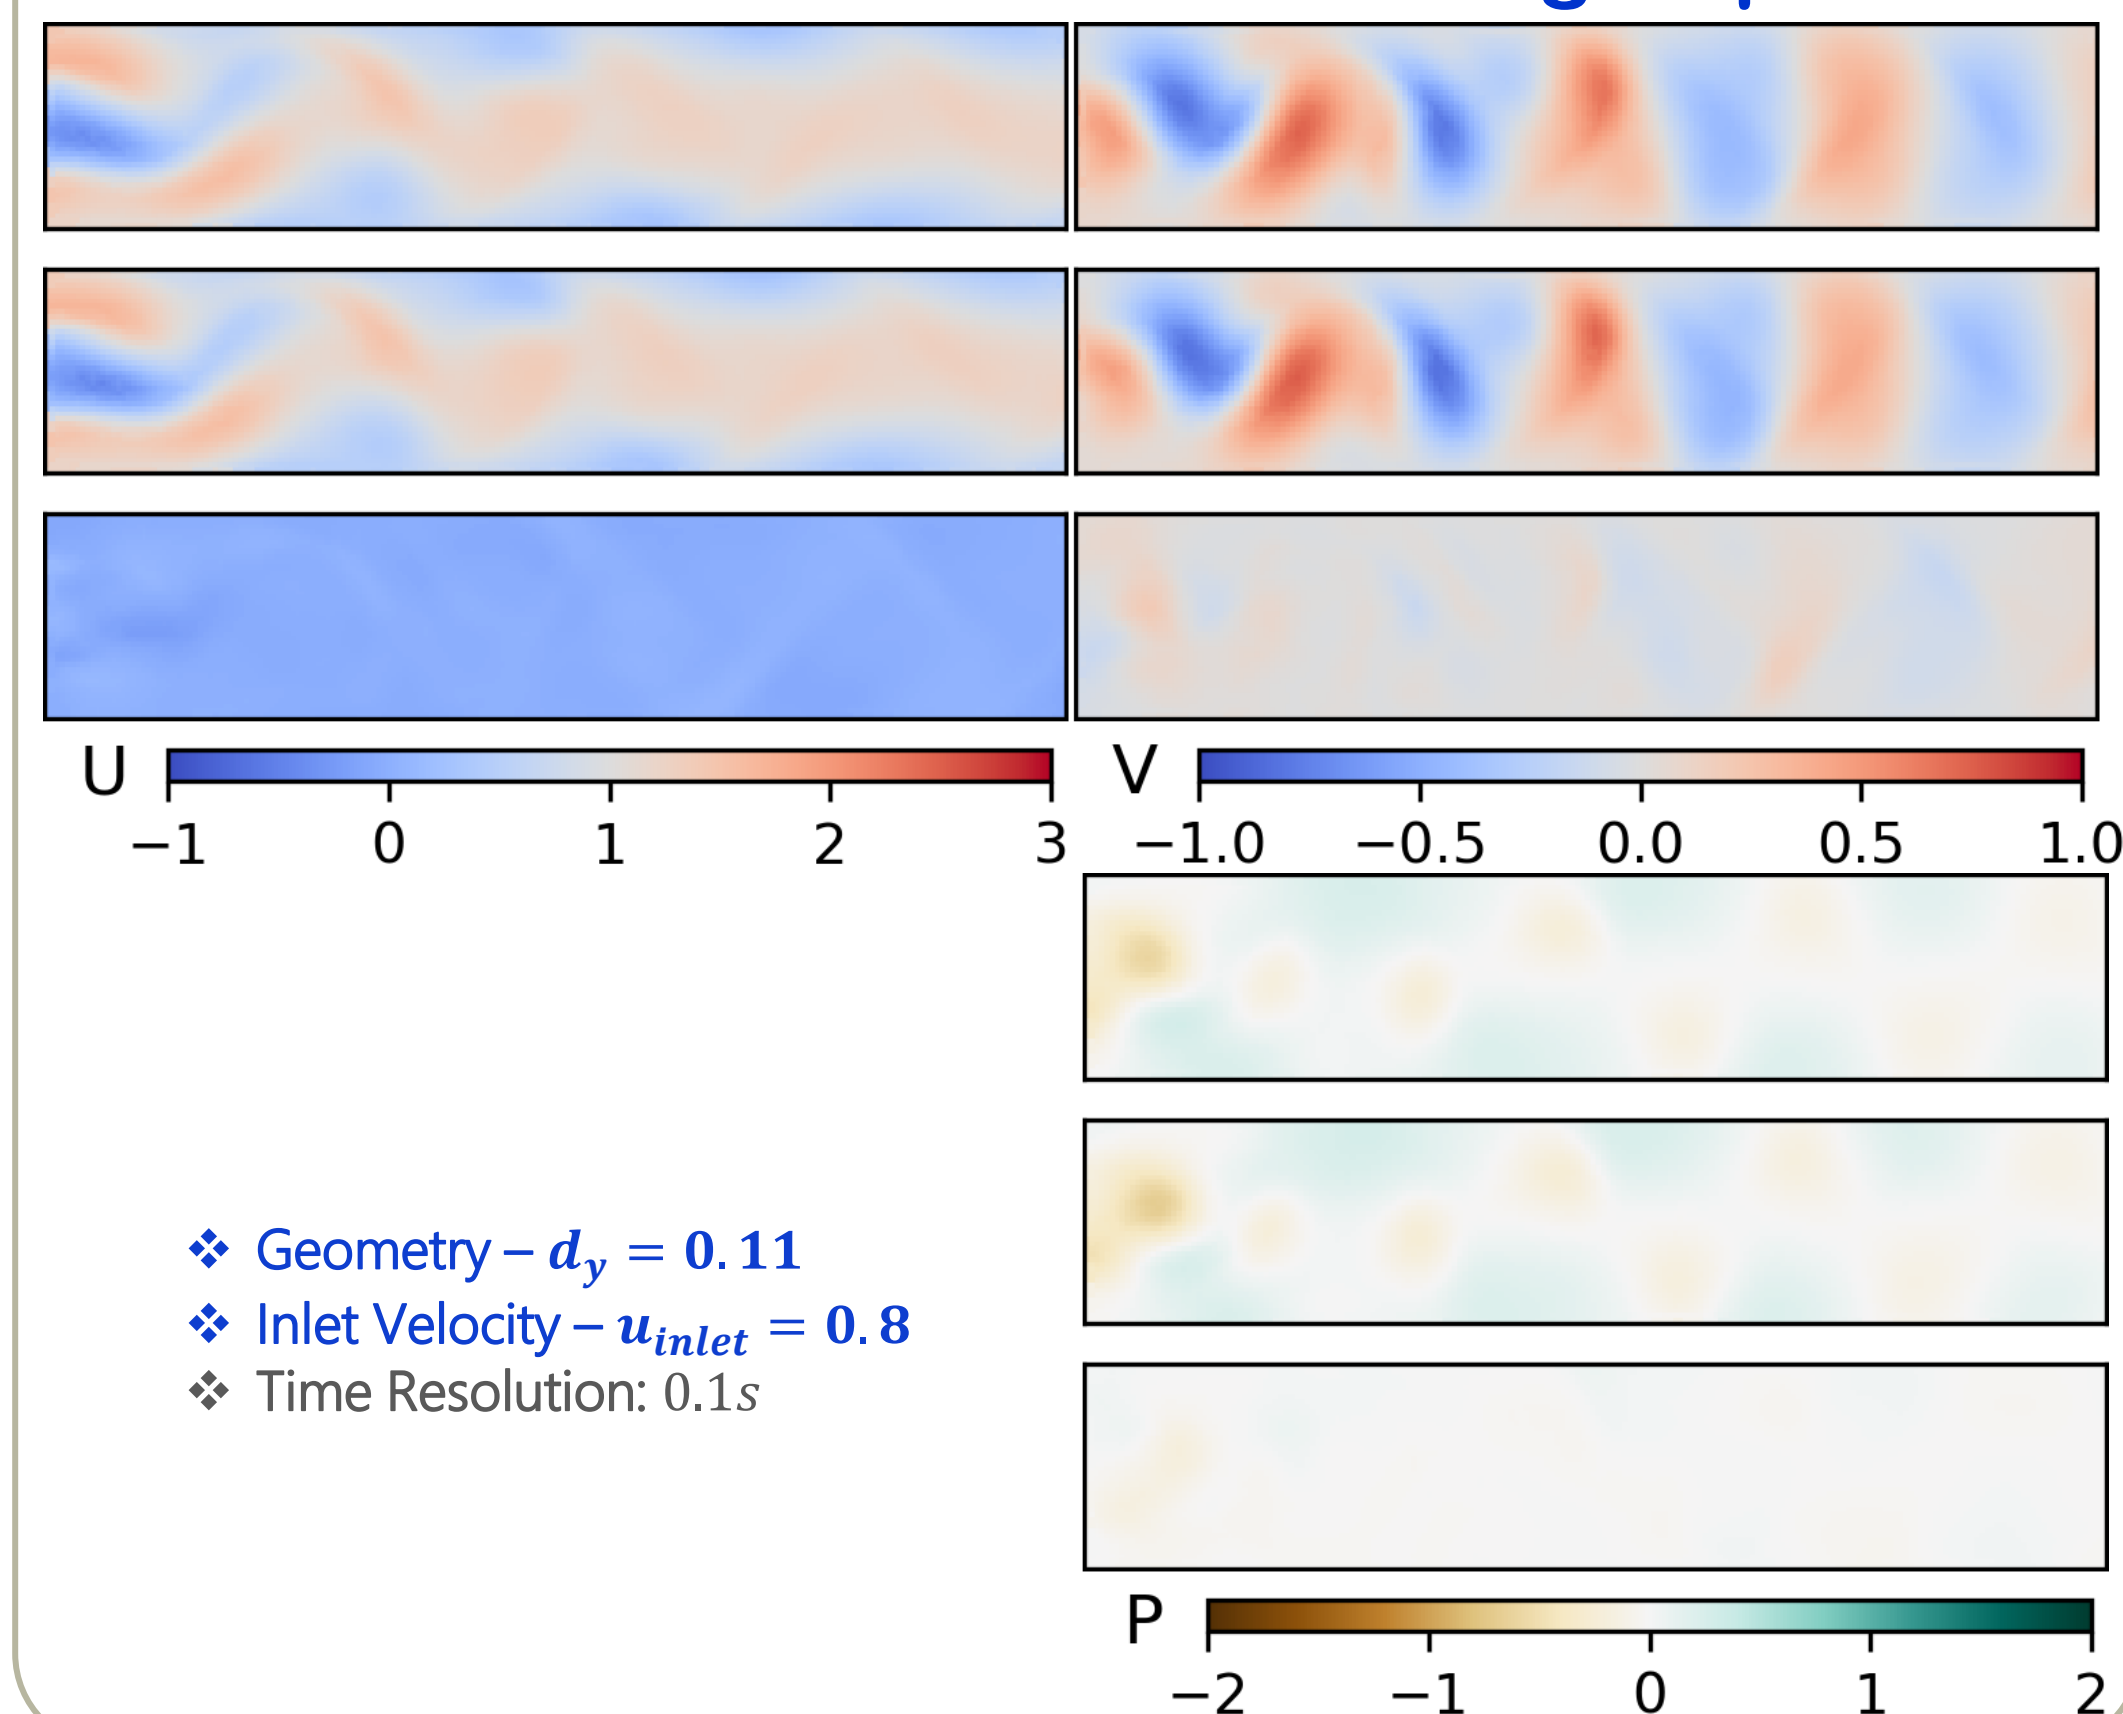 U
−1 0 1 2 3
V
−1.0 −0.5 0.0 0.5 1.0
❖ Geometry – d_y = 0.11
❖ Inlet Velocity – u_inlet = 0.8
❖ Time Resolution: 0.1s
P
−2 −1 0 1 2